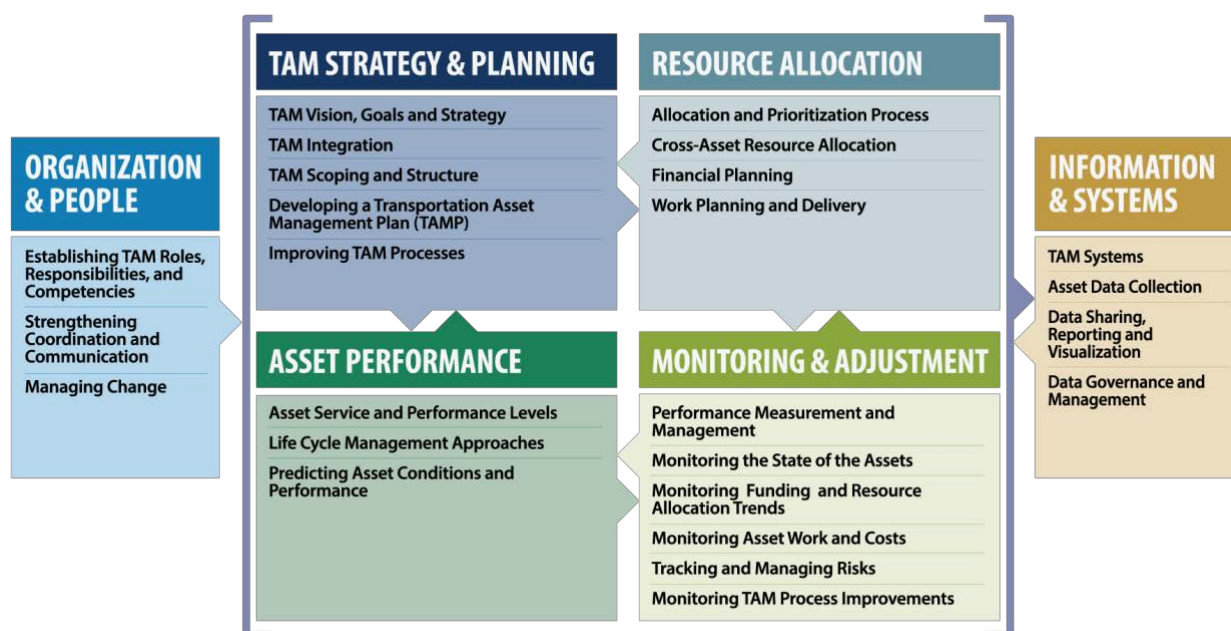 ORGANIZATION
& PEOPLE
Establishing TAM Roles,
Responsibilities, and
Competencies
Strengthening
Coordination and
Communication
Managing Change
TAM STRATEGY & PLANNING
TAM Vision, Goals and Strategy
TAM Integration
TAM Scoping and Structure
Developing a Transportation Asset
Management Plan (TAMP)
Improving TAM Processes
RESOURCE ALLOCATION
Allocation and Prioritization Process
Cross-Asset Resource Allocation
Financial Planning
Work Planning and Delivery
ASSET PERFORMANCE
Asset Service and Performance Levels
Life Cycle Management Approaches
Predicting Asset Conditions and
Performance
MONITORING & ADJUSTMENT
Performance Measurement and
Management
Monitoring the State of the Assets
Monitoring Funding and Resource
Allocation Trends
Monitoring Asset Work and Costs
Tracking and Managing Risks
Monitoring TAM Process Improvements
INFORMATION
& SYSTEMS
TAM Systems
Asset Data Collection
Data Sharing,
Reporting and
Visualization
Data Governance and
Management